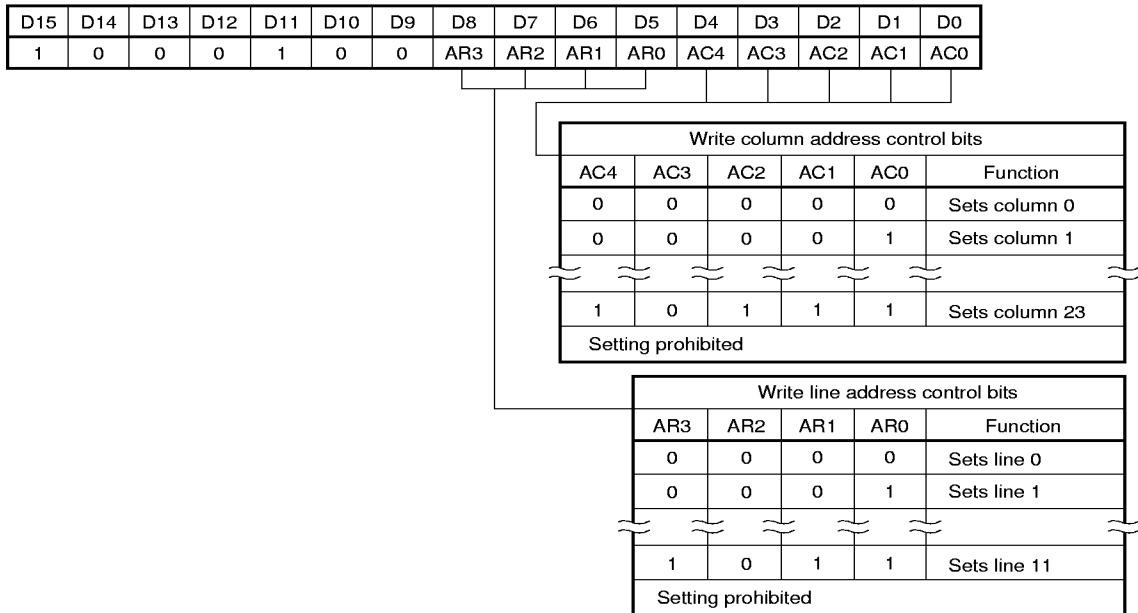 D15 D14 D13 D12 D11 D10 D9 D8 D7 D6 D5 D4 D3 D2 D1 D0
1 0 0 0 1 0 0 AR3 AR2 AR1 AR0 AC4 AC3 AC2 AC1 AC0
Write column address control bits
AC4 AC3 AC2 AC1 AC0 Function
0 0 0 0 0 Sets column 0
0 0 0 0 1 Sets column 1
1 0 1 1 1 Sets column 23
Setting prohibited
Write line address control bits
AR3 AR2 AR1 AR0 Function
0 0 0 0 Sets line 0
0 0 0 1 Sets line 1
1 0 1 1 Sets line 11
Setting prohibited